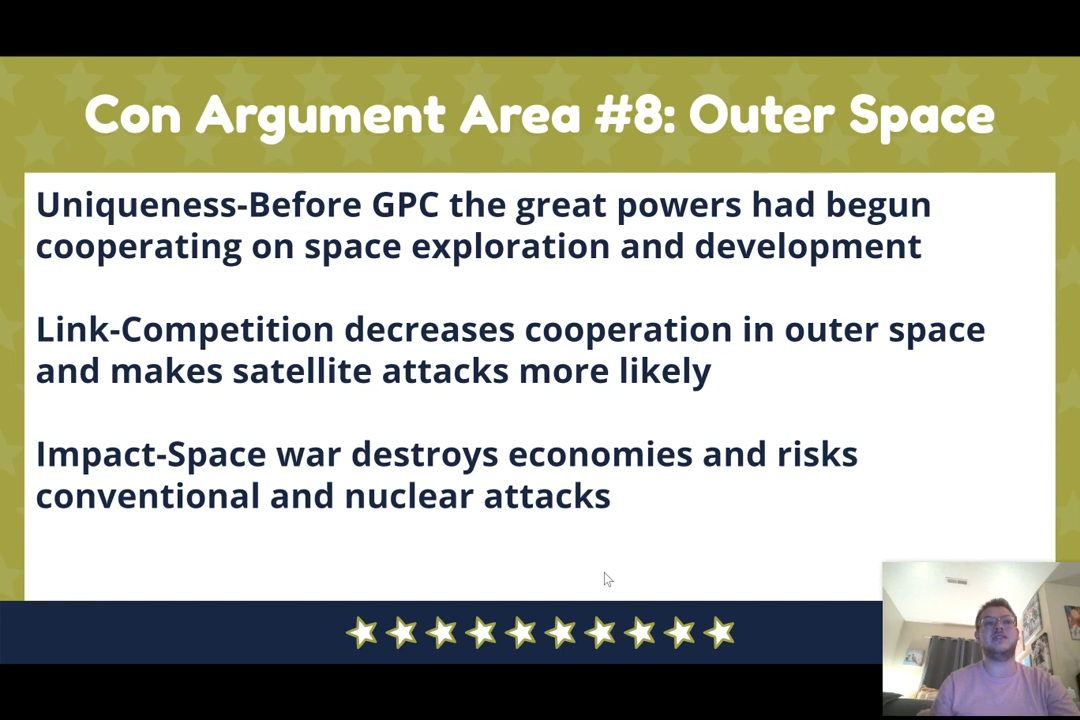 Con Argument Area #8: Outer Space
Uniqueness-Before GPC the great powers had begun
cooperating on space exploration and development
Link-Competition decreases cooperation in outer space
and makes satellite attacks more likely
Impact-Space war destroys economies and risks
conventional and nuclear attacks